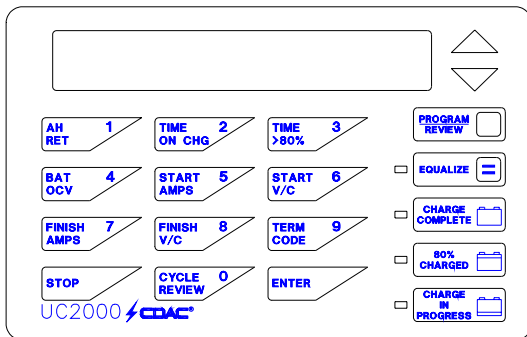 AH 1
RET
TIME 2
ON CHG
TIME 3
>80%
PROGRAM
REVIEW
BAT 4
OCV
START 5
AMPS
START 6
V/C
EQUALIZE
FINISH 7
AMPS
FINISH 8
V/C
TERM 9
CODE
CHARGE
COMPLETE
STOP
CYCLE 0
REVIEW
ENTER
80%
CHARGED
CHARGE
IN
PROGRESS
UC2000 CDAC®